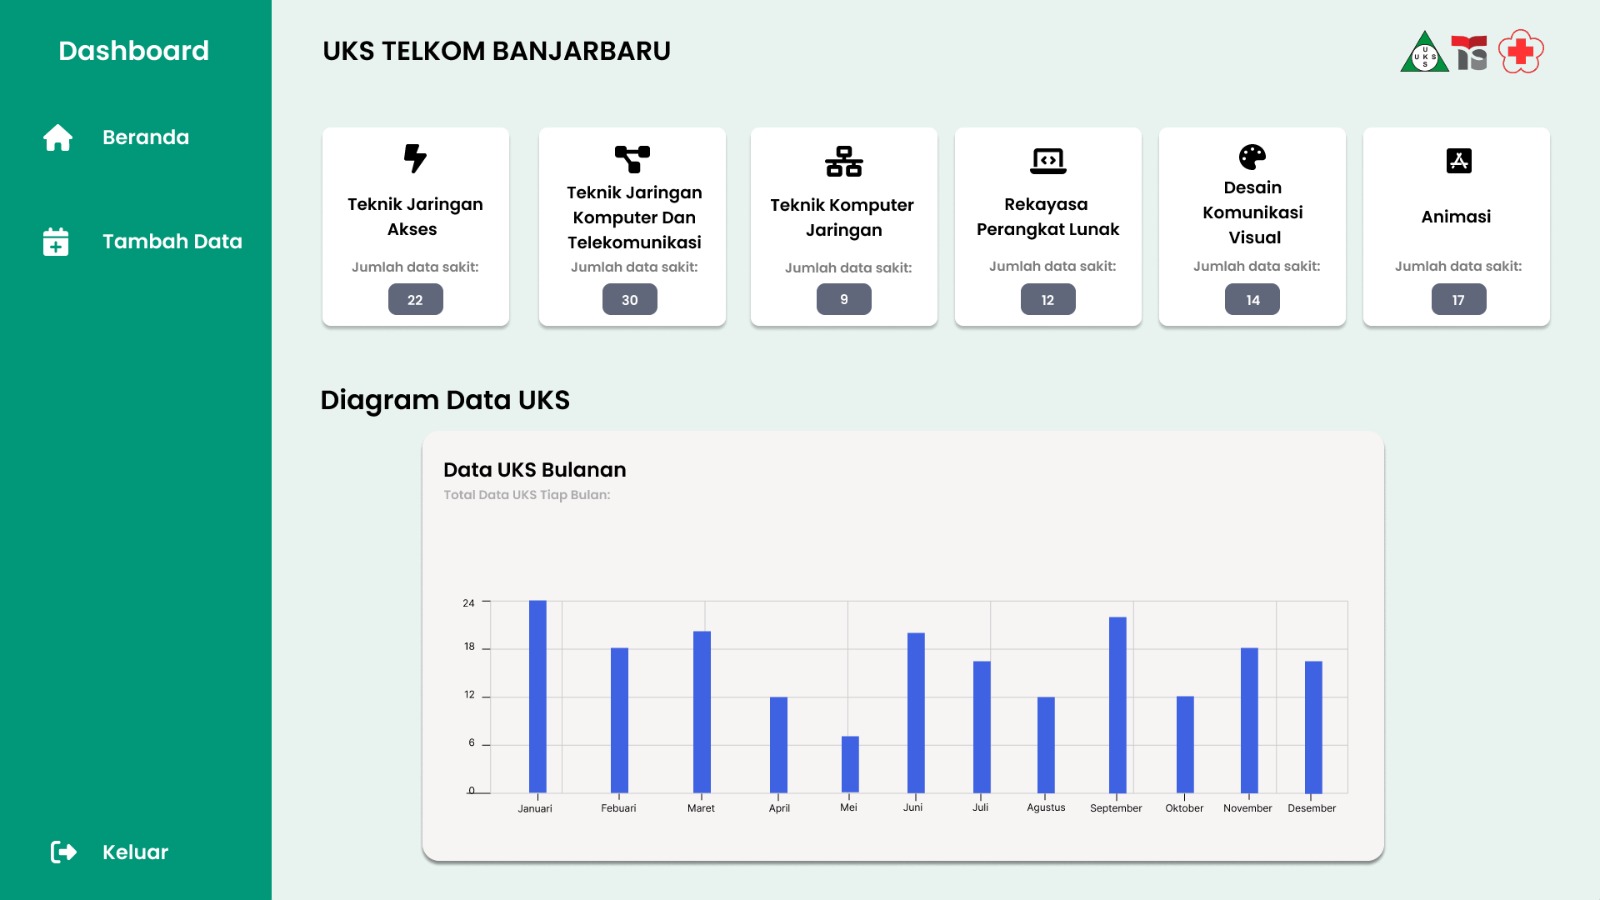 Dashboard
Beranda
Tambah Data
Keluar
UKS TELKOM BANJARBARU
U
U K S
S
TS
Teknik Jaringan
Akses
Jumlah data sakit:
22
Teknik Jaringan
Komputer Dan
Telekomunikasi
Jumlah data sakit:
30
Teknik Komputer
Jaringan
Jumlah data sakit:
9
Rekayasa
Perangkat Lunak
Jumlah data sakit:
12
Desain
Komunikasi
Visual
Jumlah data sakit:
14
Animasi
Jumlah data sakit:
17
Diagram Data UKS
Data UKS Bulanan
Total Data UKS Tiap Bulan:
24
18
12
6
0
Januari Febuari Maret April Mei Juni Juli Agustus September Oktober November Desember